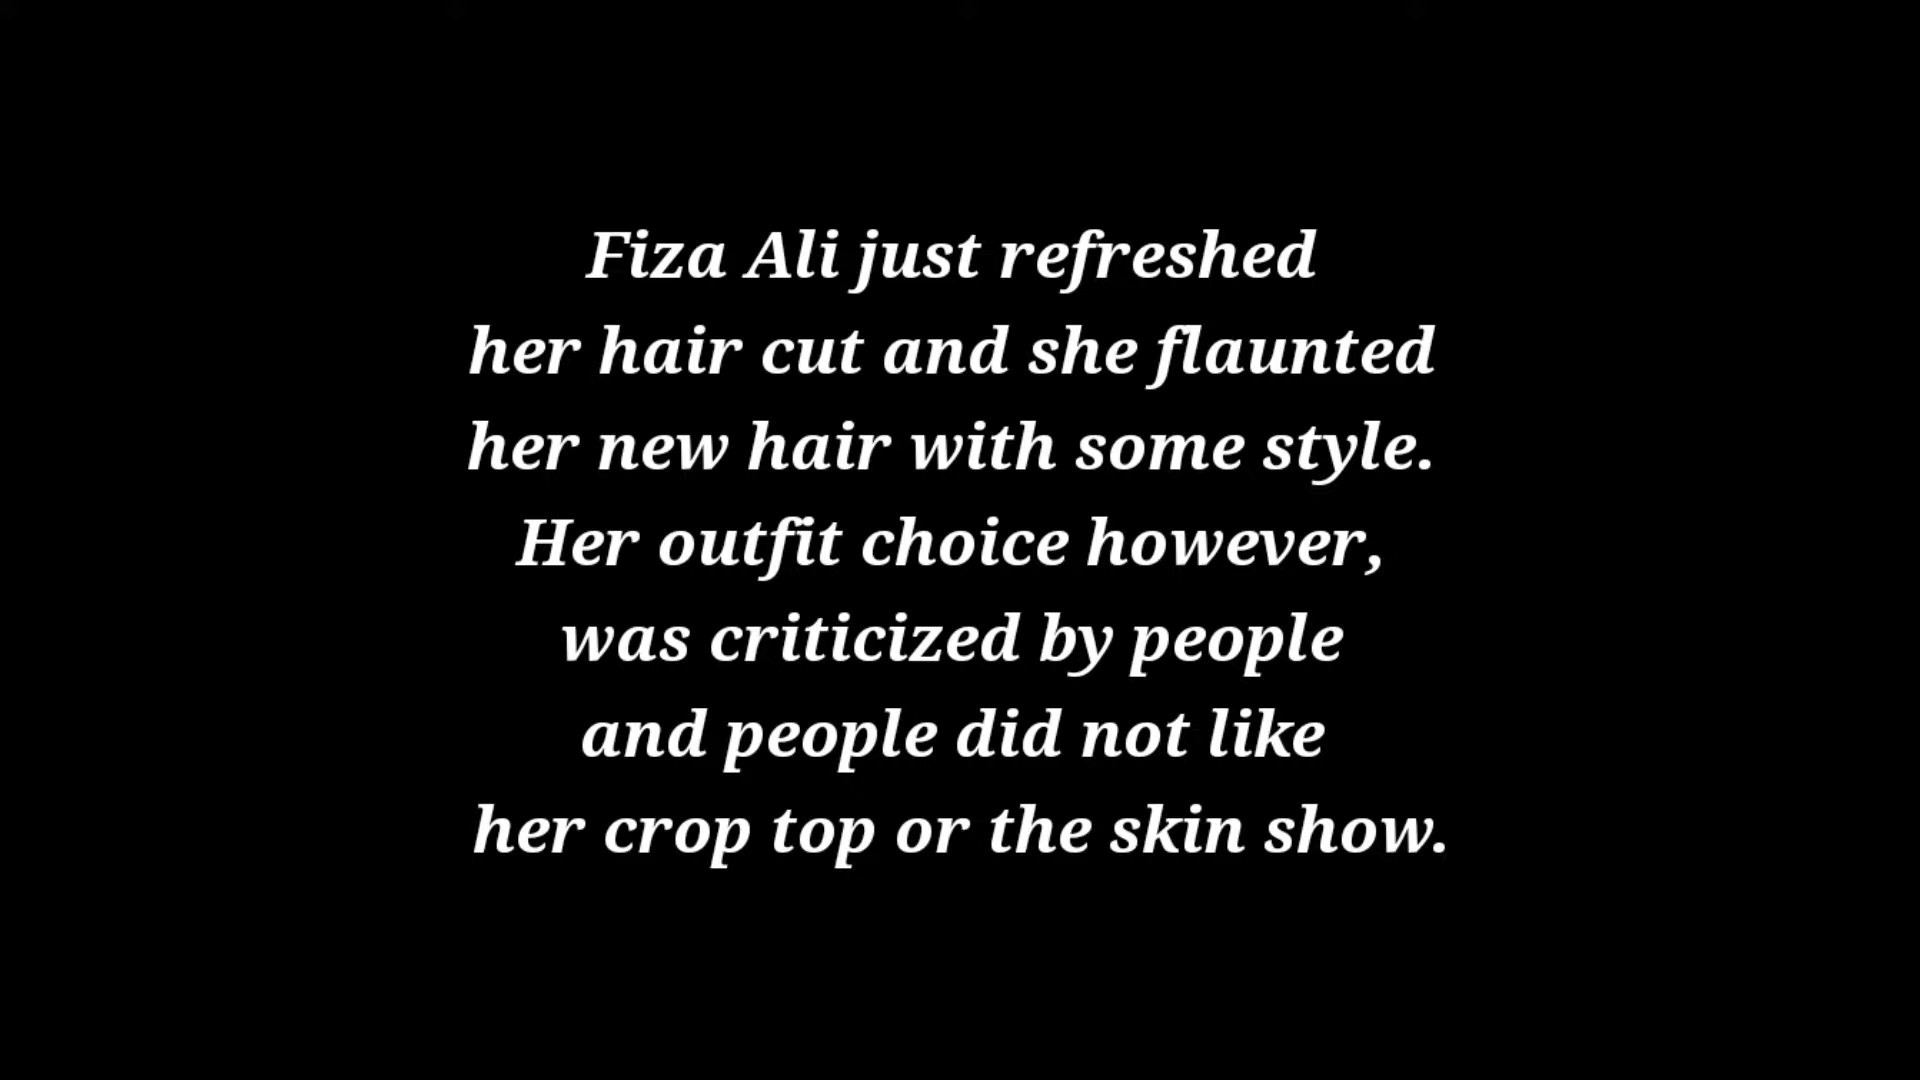 Fiza Ali just refreshed
her hair cut and she flaunted
her new hair with some style.
Her outfit choice however,
was criticized by people
and people did not like
her crop top or the skin show.